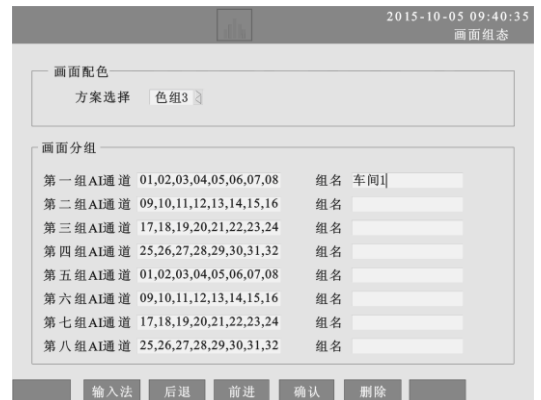 2015-10-05 09:40:35
画面组态
画面配色
方案选择 色组3
画面分组
第一组AI通道 01,02,03,04,05,06,07,08 组名 车间1
第二组AI通道 09,10,11,12,13,14,15,16 组名
第三组AI通道 17,18,19,20,21,22,23,24 组名
第四组AI通道 25,26,27,28,29,30,31,32 组名
第五组AI通道 01,02,03,04,05,06,07,08 组名
第六组AI通道 09,10,11,12,13,14,15,16 组名
第七组AI通道 17,18,19,20,21,22,23,24 组名
第八组AI通道 25,26,27,28,29,30,31,32 组名
输入法 后退 前进 确认 删除